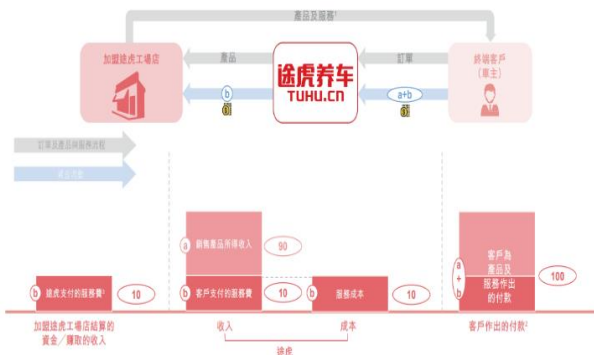 產品及服務¹
加盟途虎工場店
產品
途虎养车
TUHU.CN
訂單
終端客戶
(車主)
b
a+b
訂單及產品與服務流程
a
銷售產品所得收入
90
客戶為
產品及
服務作出
的付款
a
+
b
100
b
途虎支付的服務費³
10
b
客戶支付的服務費
10
b
服務成本
10
加盟途虎工場店結算的
資金／賺取的收入
收入
成本
客戶作出的付款²
途虎